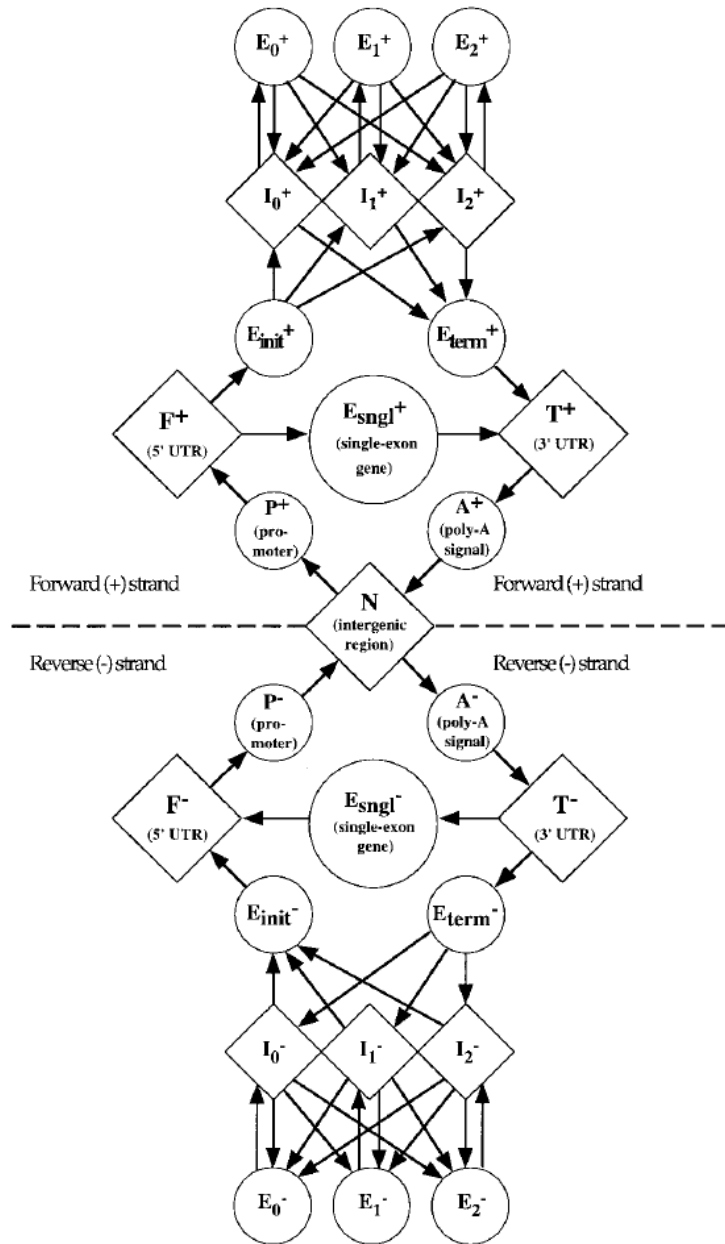 E0+ E1+ E2+
I0+ I1+ I2+
Einit+ Eterm+
F+ Esngl+ T+
(5' UTR) (single-exon (3' UTR)
gene)
P+ A+
(pro- (poly-A
moter) signal)
Forward (+) strand N Forward (+) strand
(intergenic
region)
Reverse (-) strand Reverse (-) strand
P- A-
(pro- (poly-A
moter) signal)
F- Esngl- T-
(5' UTR) (single-exon (3' UTR)
gene)
Einit- Eterm-
I0- I1- I2-
E0- E1- E2-